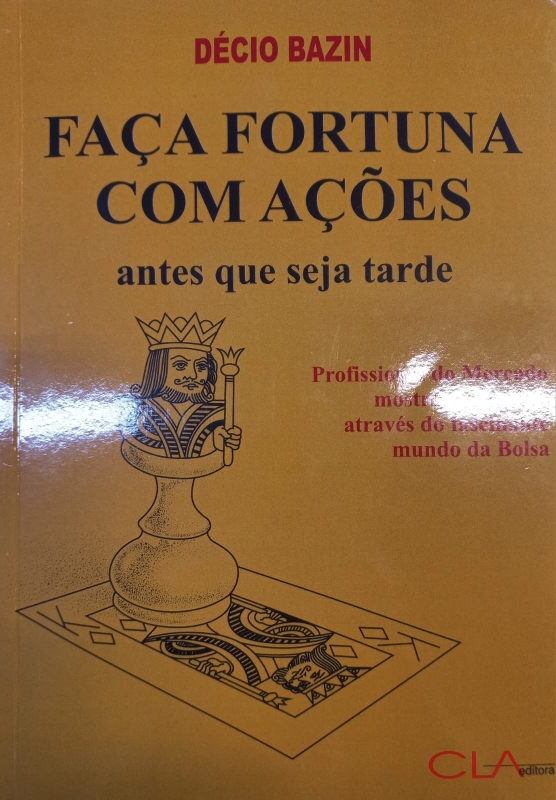 DÉCIO BAZIN
FAÇA FORTUNA
COM AÇÕES
antes que seja tarde
do Mercado
através do
mundo da Bolsa
CLA editora